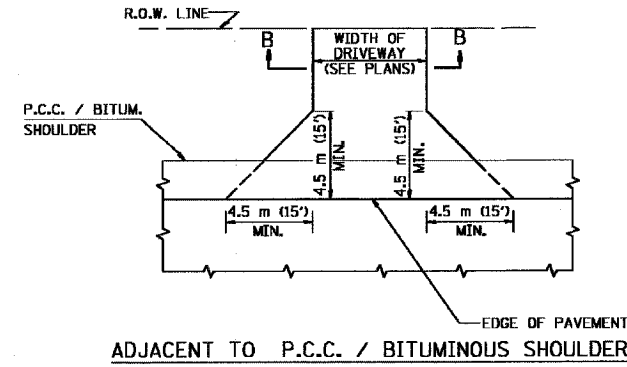 R.O.W. LINE
B
WIDTH OF
DRIVEWAY
(SEE PLANS)
B
P.C.C. / BITUM.
SHOULDER
4.5 m (15')
MIN.
4.5 m (15')
MIN.
4.5 m (15')
MIN.
4.5 m (15')
MIN.
EDGE OF PAVEMENT
ADJACENT TO P.C.C. / BITUMINOUS SHOULDER